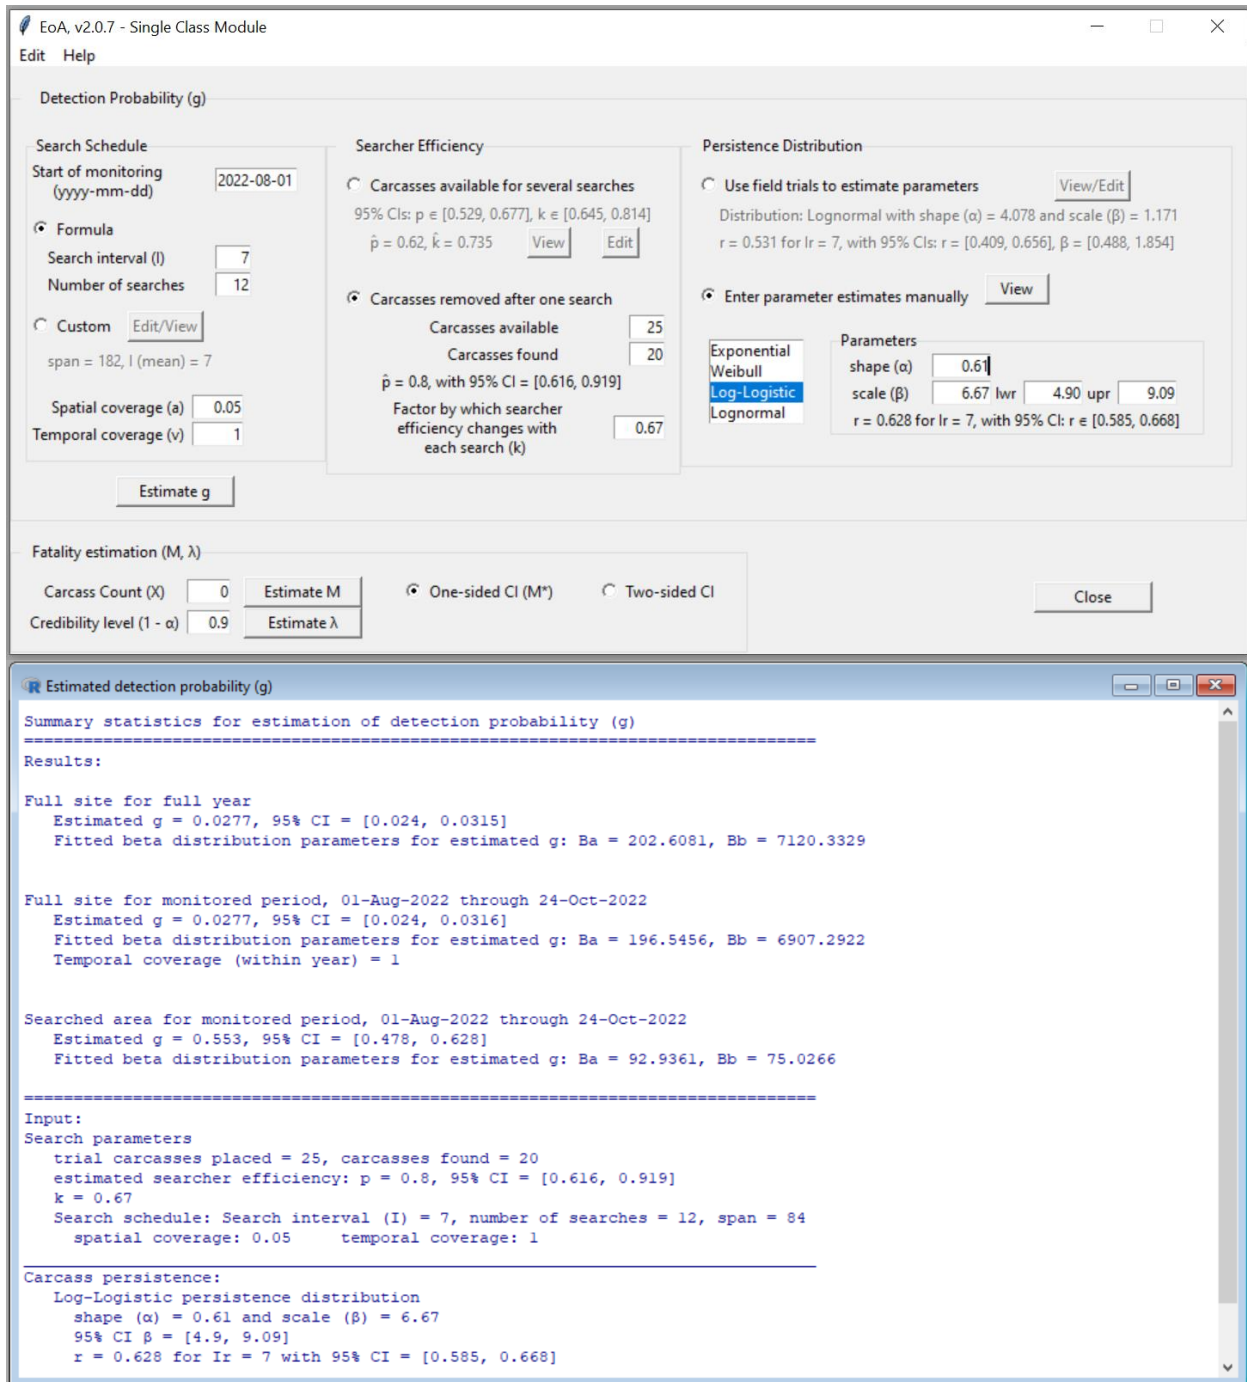 EoA, v2.0.7 - Single Class Module
Edit Help
Detection Probability (g)
Search Schedule
Start of monitoring
(yyyy-mm-dd)
2022-08-01
Formula
Search interval (I) 7
Number of searches 12
Custom Edit/View
span = 182, I (mean) = 7
Spatial coverage (a) 0.05
Temporal coverage (v) 1
Estimate g
Searcher Efficiency
Carcasses available for several searches
95% CIs: p ∈ [0.529, 0.677], k ∈ [0.645, 0.814]
p̂ = 0.62, k̂ = 0.735 View Edit
Carcasses removed after one search
Carcasses available 25
Carcasses found 20
p̂ = 0.8, with 95% CI = [0.616, 0.919]
Factor by which searcher
efficiency changes with
each search (k)
0.67
Persistence Distribution
Use field trials to estimate parameters View/Edit
Distribution: Lognormal with shape (α) = 4.078 and scale (β) = 1.171
r = 0.531 for Ir = 7, with 95% CIs: r = [0.409, 0.656], β = [0.488, 1.854]
Enter parameter estimates manually View
Exponential
Weibull
Log-Logistic
Lognormal
Parameters
shape (α) 0.61
scale (β) 6.67 lwr 4.90 upr 9.09
r = 0.628 for Ir = 7, with 95% CI: r ∈ [0.585, 0.668]
Fatality estimation (M, λ)
Carcass Count (X) 0 Estimate M One-sided CI (M*) Two-sided CI
Credibility level (1 - α) 0.9 Estimate λ
Close
R Estimated detection probability (g)
Summary statistics for estimation of detection probability (g)
================================================================================
Results:
Full site for full year
Estimated g = 0.0277, 95% CI = [0.024, 0.0315]
Fitted beta distribution parameters for estimated g: Ba = 202.6081, Bb = 7120.3329
Full site for monitored period, 01-Aug-2022 through 24-Oct-2022
Estimated g = 0.0277, 95% CI = [0.024, 0.0316]
Fitted beta distribution parameters for estimated g: Ba = 196.5456, Bb = 6907.2922
Temporal coverage (within year) = 1
Searched area for monitored period, 01-Aug-2022 through 24-Oct-2022
Estimated g = 0.553, 95% CI = [0.478, 0.628]
Fitted beta distribution parameters for estimated g: Ba = 92.9361, Bb = 75.0266
================================================================================
Input:
Search parameters
trial carcasses placed = 25, carcasses found = 20
estimated searcher efficiency: p = 0.8, 95% CI = [0.616, 0.919]
k = 0.67
Search schedule: Search interval (I) = 7, number of searches = 12, span = 84
spatial coverage: 0.05 temporal coverage: 1
________________________________________________________________________________
Carcass persistence:
Log-Logistic persistence distribution
shape (α) = 0.61 and scale (β) = 6.67
95% CI β = [4.9, 9.09]
r = 0.628 for Ir = 7 with 95% CI = [0.585, 0.668]